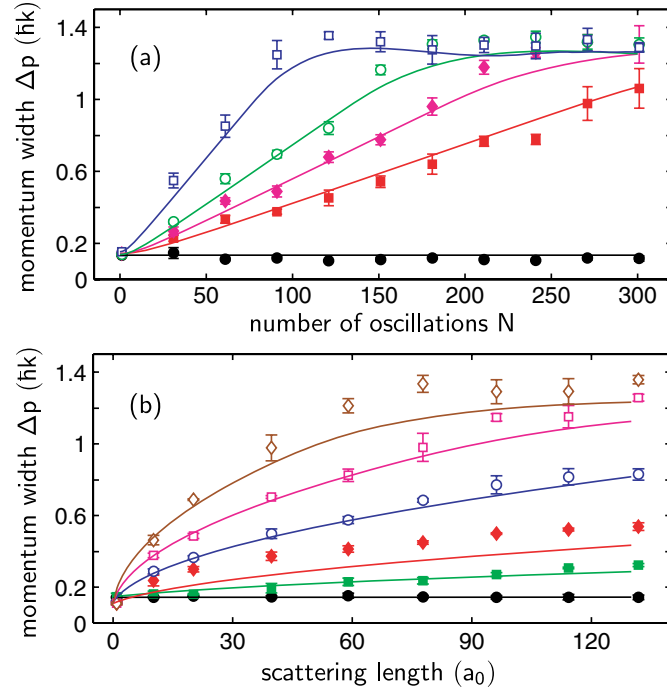 1.4
1
0.6
0.2
0
momentum width Δp (ħk)
(a)
0 50 100 150 200 250 300
number of oscillations N
1.4
1
0.6
0.2
0
momentum width Δp (ħk)
(b)
0 30 60 90 120
scattering length (a₀)